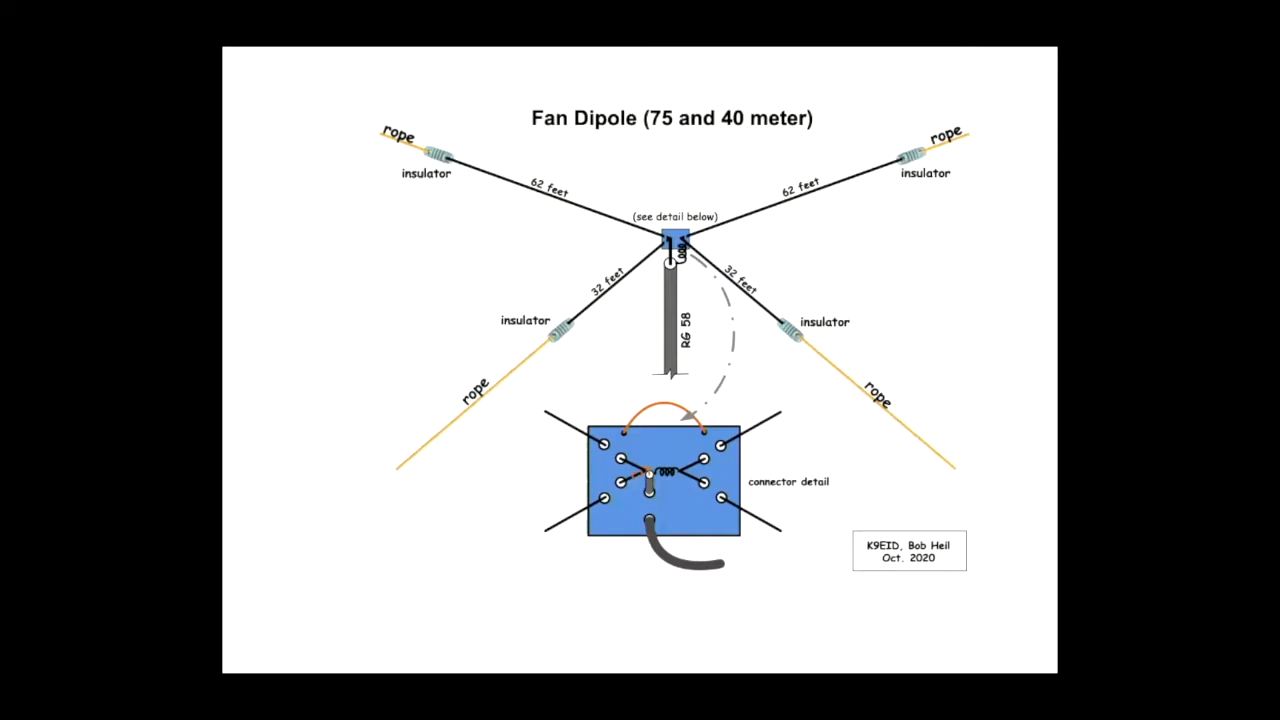 Fan Dipole (75 and 40 meter)
rope
rope
insulator
insulator
62 feet
62 feet
(see detail below)
32 feet
32 feet
insulator
insulator
RG 58
rope
rope
connector detail
K9EID, Bob Heil
Oct. 2020